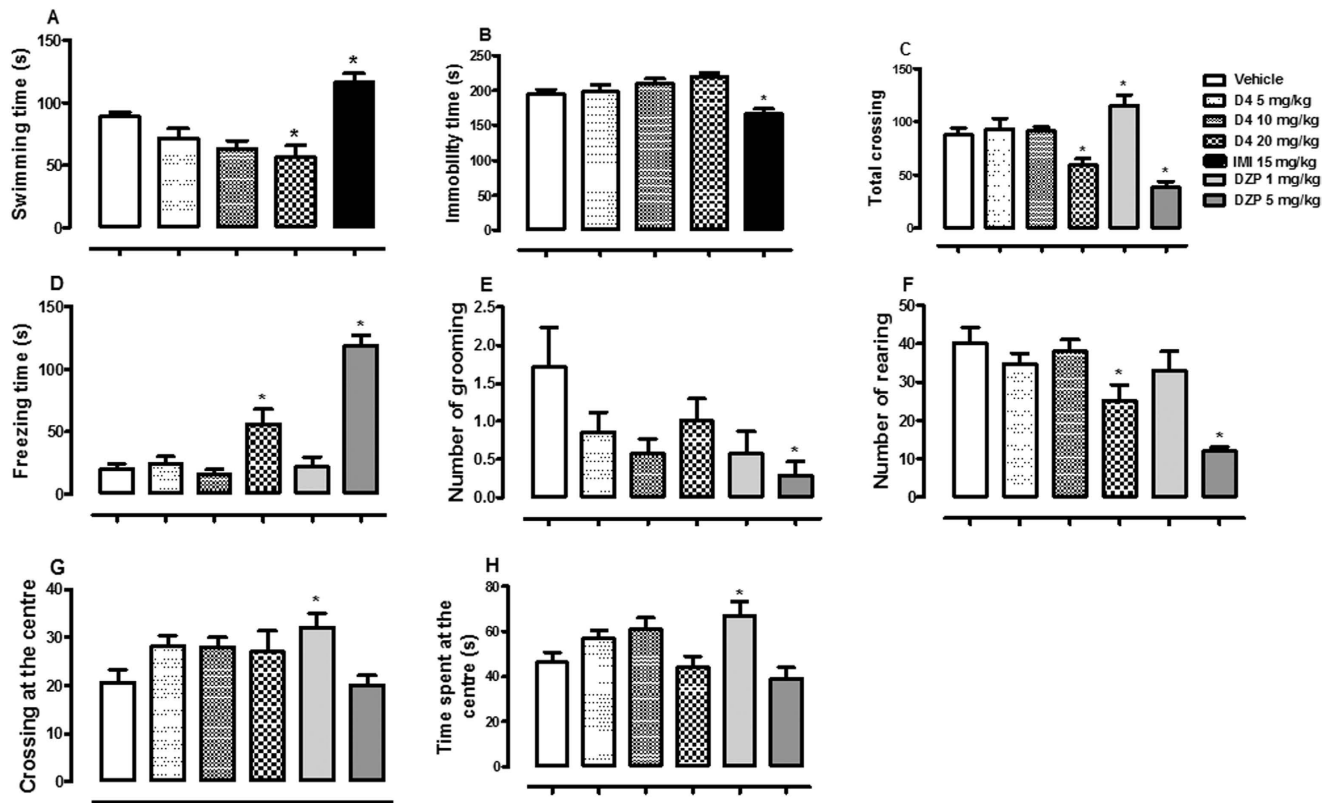 A
Swimming time (s)
150
100
50
0
*
*
B
Immobility time (s)
250
200
150
100
50
0
*
C
Total crossing
150
100
50
0
*
*
*
Vehicle
D4 5 mg/kg
D4 10 mg/kg
D4 20 mg/kg
IMI 15 mg/kg
DZP 1 mg/kg
DZP 5 mg/kg
D
Freezing time (s)
150
100
50
0
*
*
E
Number of grooming
2.5
2.0
1.5
1.0
0.5
0.0
*
F
Number of rearing
50
40
30
20
10
0
*
*
G
Crossing at the centre
40
30
20
10
0
*
H
Time spent at the
centre (s)
80
60
40
20
0
*